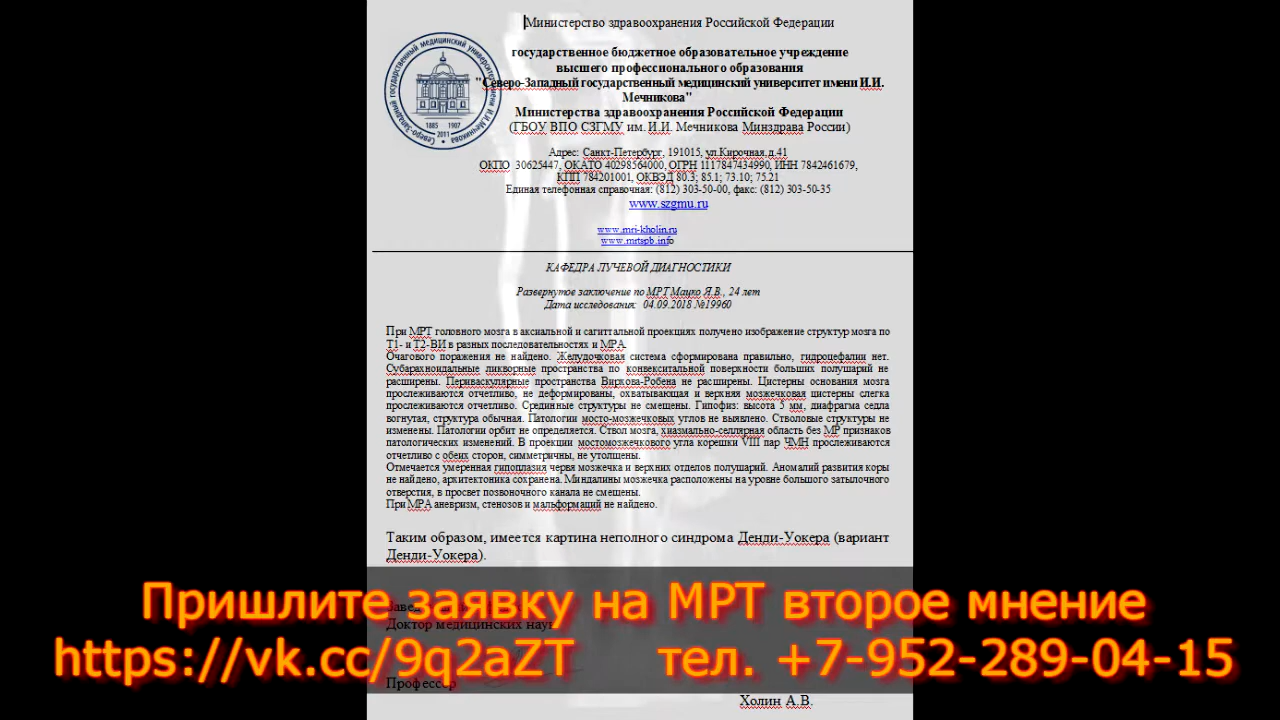 Министерство здравоохранения Российской Федерации
государственное бюджетное образовательное учреждение
высшего профессионального образования
"Северо-Западный государственный медицинский университет имени И.И.
Мечникова"
Министерства здравоохранения Российской Федерации
(ГБОУ ВПО СЗГМУ им. И.И. Мечникова Минздрава России)
1885 1907
2011
Адрес: Санкт-Петербург, 191015, ул.Кирочная,д.41
ОКПО 30625447, ОКАТО 40298564000, ОГРН 1117847434990, ИНН 7842461679,
КПП 784201001, ОКВЭД 80.3; 85.1; 73.10; 75.21
Единая телефонная справочная: (812) 303-50-00, факс: (812) 303-50-35
www.szgmu.ru
www.mri-kholin.ru
www.mrtspb.info
КАФЕДРА ЛУЧЕВОЙ ДИАГНОСТИКИ
Развернутое заключение по МРТ Мацко Я.В., 24 лет
Дата исследования: 04.09.2018 №19960
При МРТ головного мозга в аксиальной и сагиттальной проекциях получено изображение структур мозга по
Т1- и Т2-ВИ в разных последовательностях и МРА.
Очагового поражения не найдено. Желудочковая система сформирована правильно, гидроцефалии нет.
Субарахноидальные ликворные пространства по конвекситальной поверхности больших полушарий не
расширены. Периваскулярные пространства Виркова-Робена не расширены. Цистерны основания мозга
прослеживаются отчетливо, не деформированы, охватывающая и верхняя мозжечковая цистерны слегка
прослеживаются отчетливо. Срединные структуры не смещены. Гипофиз: высота 5 мм, диафрагма седла
вогнутая, структура обычная. Патологии мосто-мозжечковых углов не выявлено. Стволовые структуры не
изменены. Патологии орбит не определяется. Ствол мозга, хиазмально-селлярная область без МР признаков
патологических изменений. В проекции мостомозжечкового угла корешки VIII пар ЧМН прослеживаются
отчетливо с обеих сторон, симметричны, не утолщены.
Отмечается умеренная гипоплазия червя мозжечка и верхних отделов полушарий. Аномалий развития коры
не найдено, архитектоника сохранена. Миндалины мозжечка расположены на уровне большого затылочного
отверстия, в просвет позвоночного канала не смещены.
При МРА аневризм, стенозов и мальформаций не найдено.
Таким образом, имеется картина неполного синдрома Денди-Уокера (вариант
Денди-Уокера).
Пришлите заявку на МРТ второе мнение
Доктор медицинских наук
https://vk.cc/9q2aZT тел. +7-952-289-04-15
Профессор
Холин А.В.